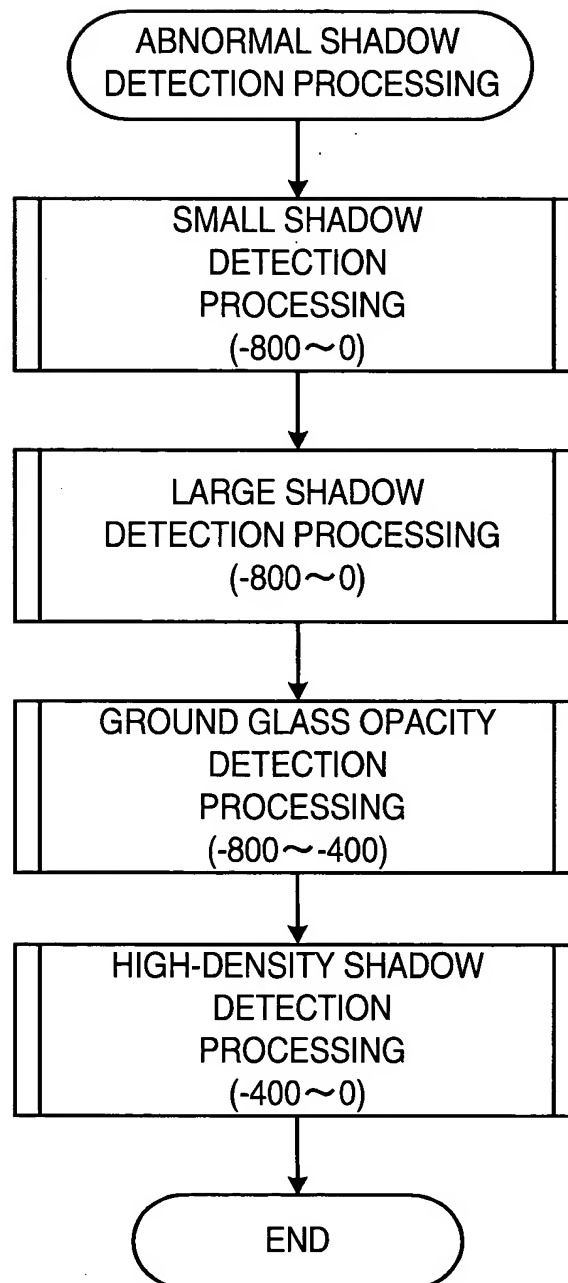 ABNORMAL SHADOW
DETECTION PROCESSING
SMALL SHADOW
DETECTION
PROCESSING
(-800～0)
LARGE SHADOW
DETECTION PROCESSING
(-800～0)
GROUND GLASS OPACITY
DETECTION
PROCESSING
(-800～-400)
HIGH-DENSITY SHADOW
DETECTION
PROCESSING
(-400～0)
END